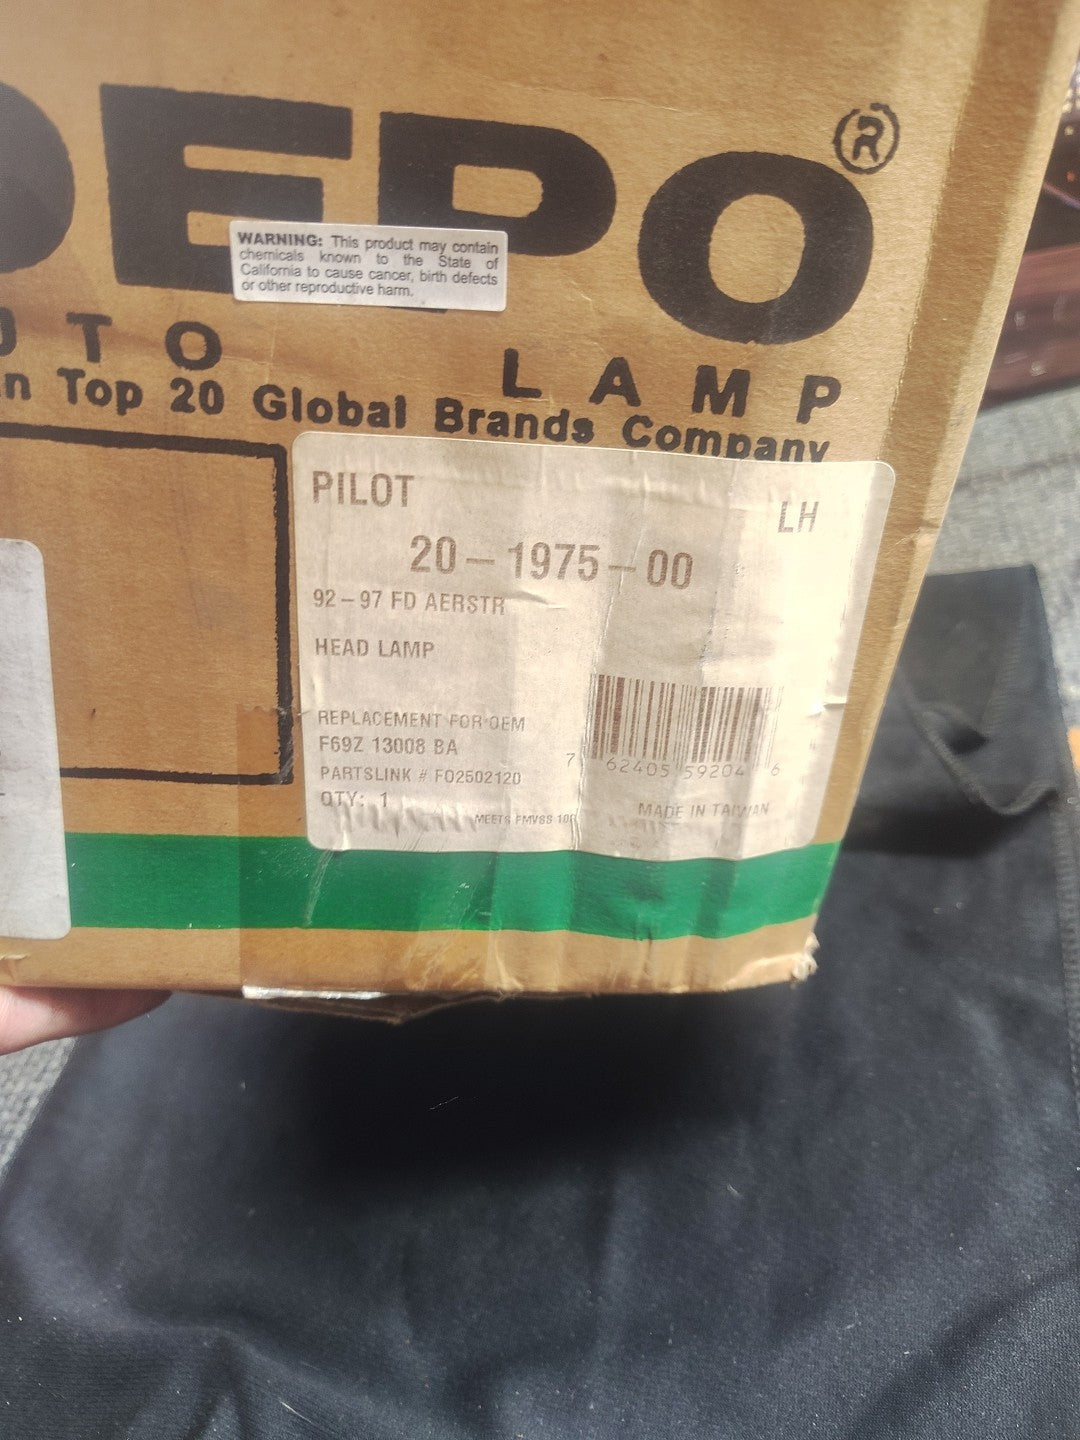 DEPO ®
WARNING: This product may contain
chemicals known to the State of
California to cause cancer, birth defects
or other reproductive harm.
UTO LAMP
n Top 20 Global Brands Company
PILOT
LH
20-1975-00
92-97 FD AERSTR
HEAD LAMP
REPLACEMENT FOR OEM
F69Z 13008 BA
PARTSLINK # FO2502120
QTY: 1
7 62405 59204 6
MEETS FMVSS 108
MADE IN TAIWAN